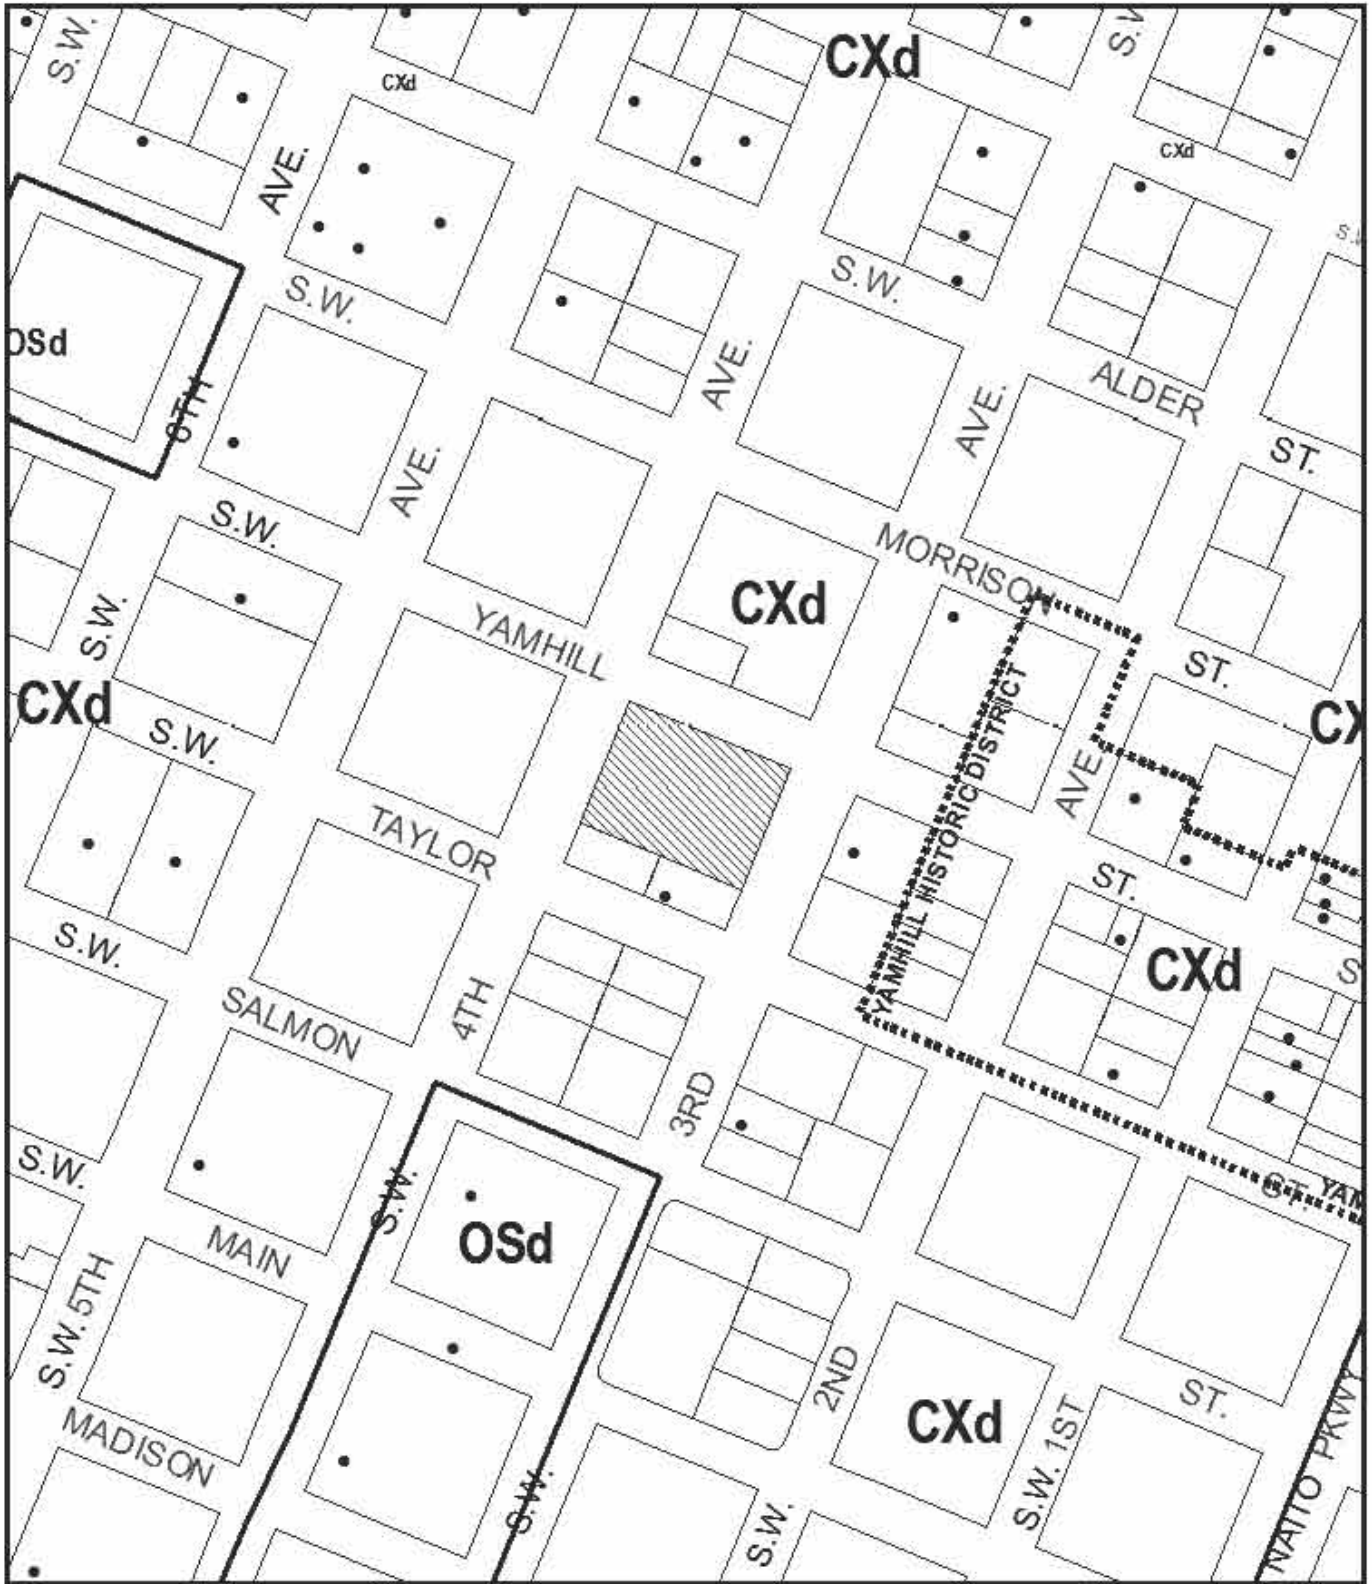 S.W.
CXd
CXd
CXd
AVE.
S.W.
S.W.
OSd
6TH
AVE.
ALDER
AVE.
AVE.
ST.
S.W.
MORRISON
CXd
YAMHILL
S.W.
ST.
CXd
S.W.
YAMHILL HISTORIC DISTRICT
AVE.
TAYLOR
ST.
S.W.
CXd
4TH
SALMON
3RD
S.W.
S.W.
ST.
OSd
MAIN
S.W. 5TH
2ND
ST.
CXd
S.W. 1ST
NAITO PKWY
MADISON
S.W.
S.W.